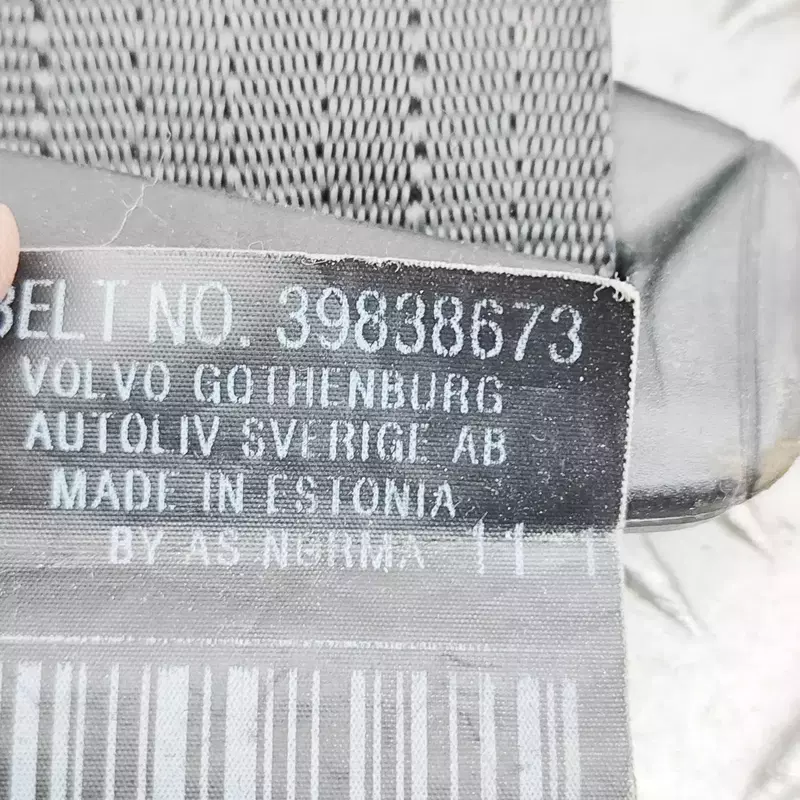 BELT NO. 39838673
VOLVO GOTHENBURG
AUTOLIV SVERIGE AB
MADE IN ESTONIA
BY AS NORMA 11 1